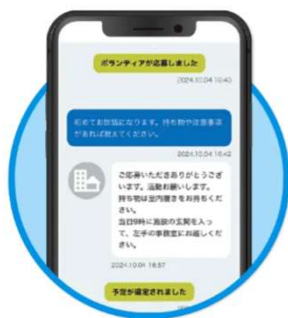 ボランティアが応募しました
2024.10.04 10:40
初めてお世話になります。持ち物や注意事項
があれば教えてください。
2024.10.04 16:42
ご応募いただきありがとうござ
います。活動お願いします。
持ち物は室内履きをお持ちくだ
さい。
当日9時に施設の玄関を入っ
て、左手の事務室にお越しくだ
さい。
2024.10.04 16:57
予定が確定されました